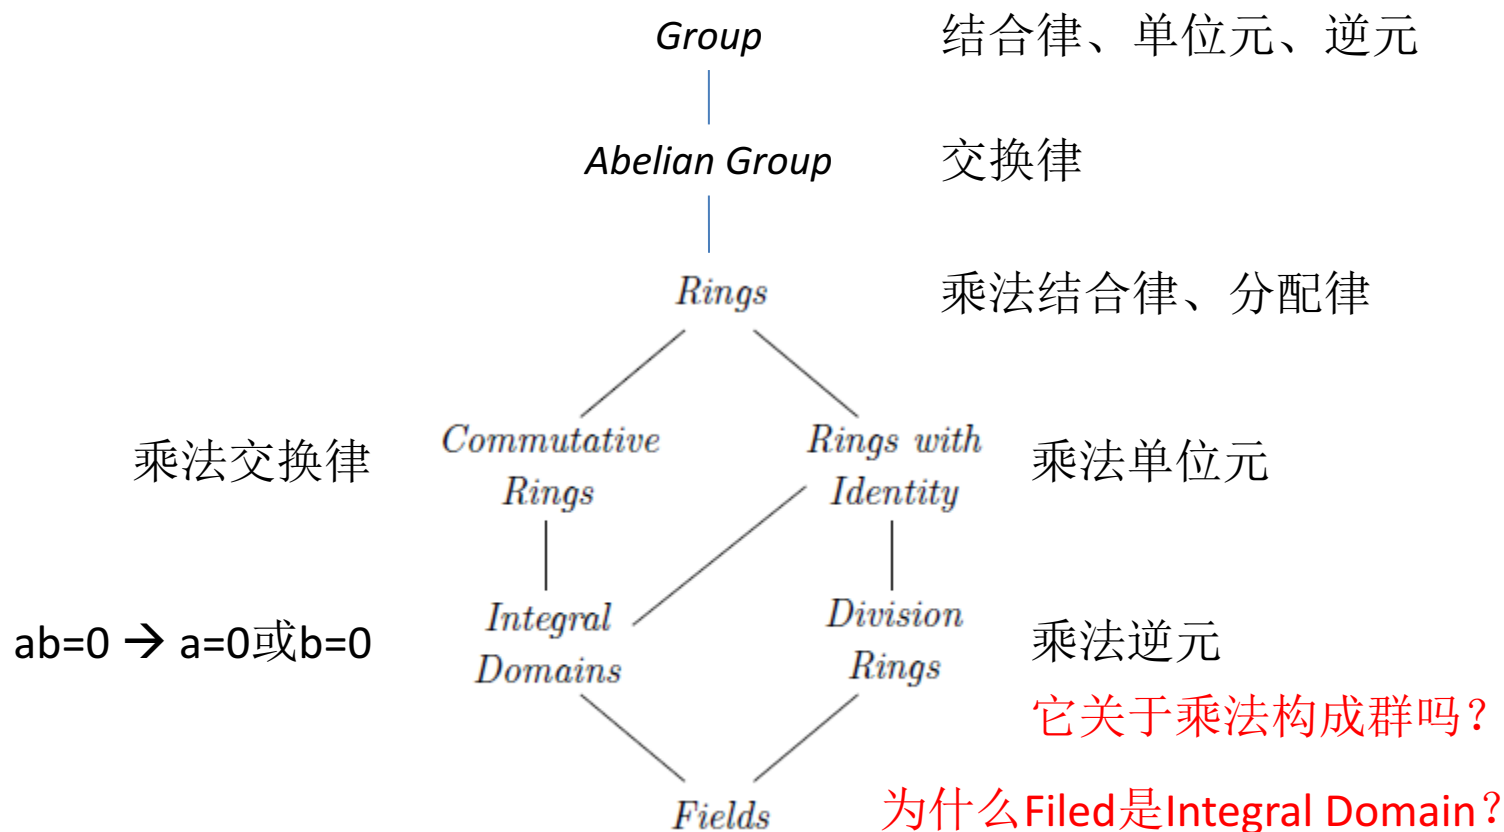 Group 结合律、单位元、逆元
Abelian Group 交换律
Rings 乘法结合律、分配律
乘法交换律 Commutative Rings with 乘法单位元
Rings Identity
ab=0 → a=0或b=0 Integral Division 乘法逆元
Domains Rings
它关于乘法构成群吗?
Fields 为什么Filed是Integral Domain?